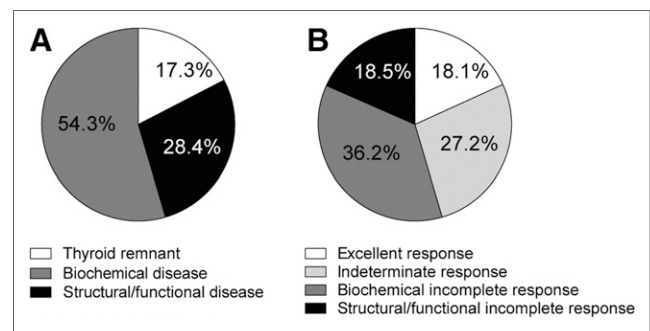 A
17.3%
54.3%
28.4%
Thyroid remnant
Biochemical disease
Structural/functional disease
B
18.5%
18.1%
36.2%
27.2%
Excellent response
Indeterminate response
Biochemical incomplete response
Structural/functional incomplete response